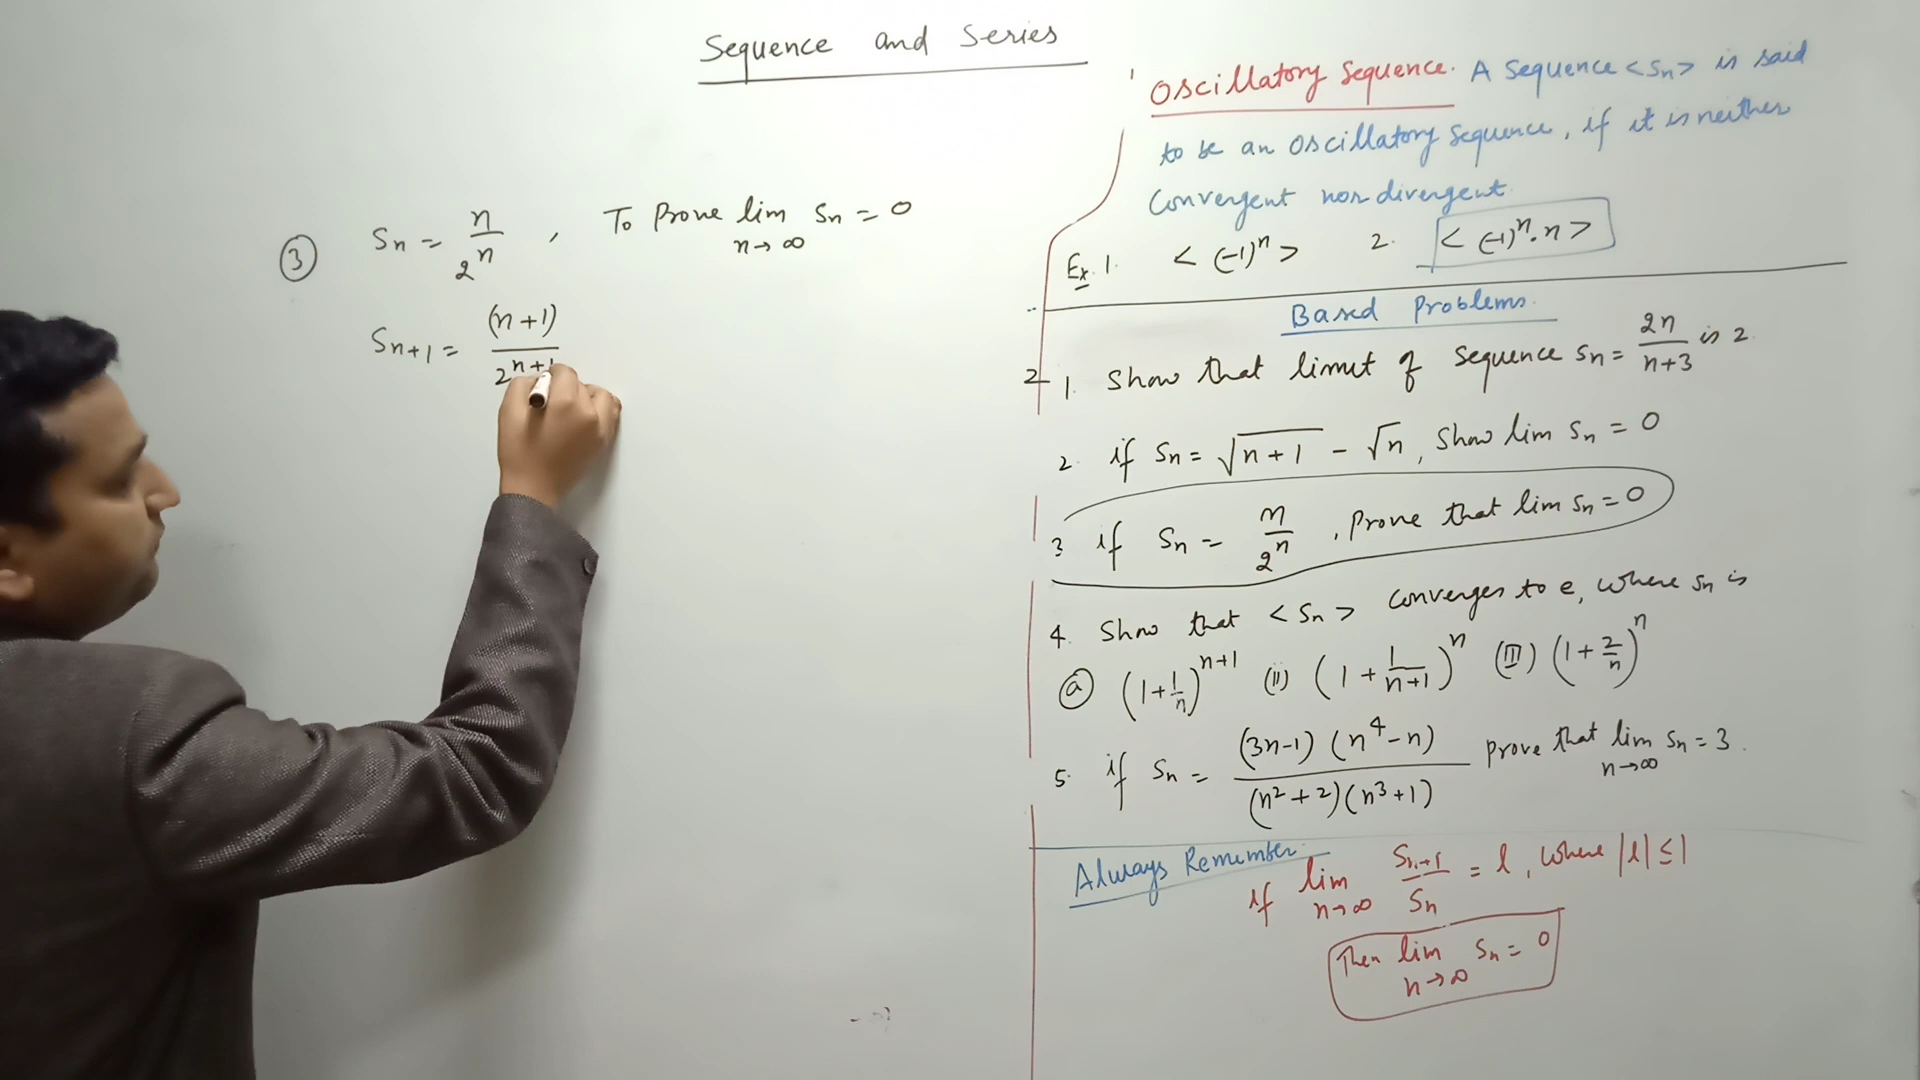 Sequence and Series
③ Sn = n/2^n , To Prove lim n→∞ Sn = 0
Sn+1 = (n+1)/2^n+1
Oscillatory Sequence. A Sequence <Sn> is said
to be an oscillatory sequence, if it is neither
Convergent nor divergent
Ex. 1. < (-1)^n > 2. < (-1)^n . n >
Based Problems.
1. Show that limit of sequence Sn = 2n/n+3 is 2.
2. if Sn = √n+1 - √n, Show lim Sn = 0
3 if Sn = n/2^n , Prove that lim Sn = 0
4. Show that <Sn> converges to e, where Sn is
ⓐ (1+1/n)^n+1 (ii) (1+1/n+1)^n (III) (1+2/n)^n
5. if Sn = (3n-1)(n^4-n)/(n^2+2)(n^3+1) prove that lim n→∞ Sn = 3.
Always Remember.
if lim n→∞ Sn+1/Sn = l, where |l| ≤ 1
Then lim n→∞ Sn = 0